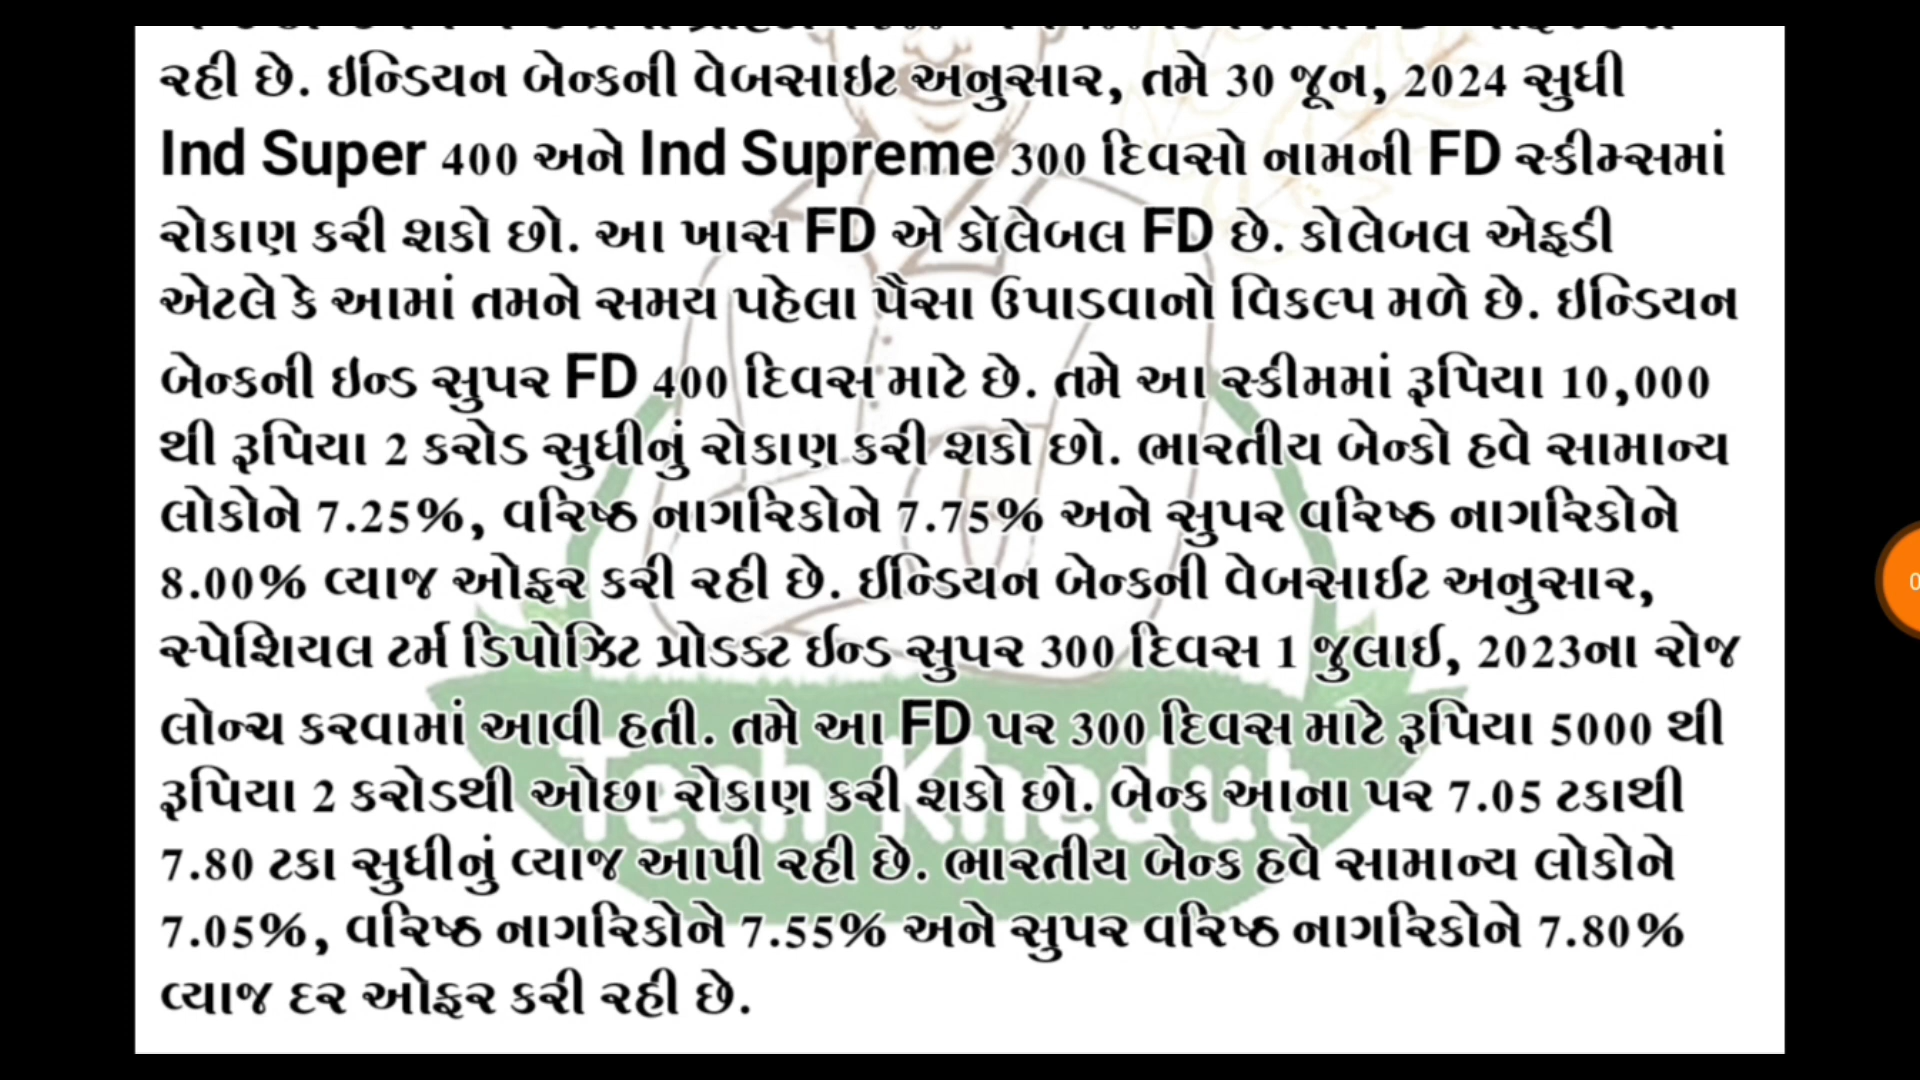 રહી છે. ઇન્ડિયન બેન્કની વેબસાઇટ અનુસાર, તમે 30 જૂન, 2024 સુધી
Ind Super 400 અને Ind Supreme 300 દિવસો નામની FD સ્કીમ્સમાં
રોકાણ કરી શકો છો. આ ખાસ FD એ કૉલેબલ FD છે. કોલેબલ એફડી
એટલે કે આમાં તમને સમય પહેલા પૈસા ઉપાડવાનો વિકલ્પ મળે છે. ઇન્ડિયન
બેન્કની ઇન્ડ સુપર FD 400 દિવસ માટે છે. તમે આ સ્કીમમાં રૂપિયા 10,000
થી રૂપિયા 2 કરોડ સુધીનું રોકાણ કરી શકો છો. ભારતીય બેન્કો હવે સામાન્ય
લોકોને 7.25%, વરિષ્ઠ નાગરિકોને 7.75% અને સુપર વરિષ્ઠ નાગરિકોને
8.00% વ્યાજ ઓફર કરી રહી છે. ઈન્ડિયન બેન્કની વેબસાઈટ અનુસાર,
સ્પેશિયલ ટર્મ ડિપોઝિટ પ્રોડક્ટ ઈન્ડ સુપર 300 દિવસ 1 જુલાઈ, 2023ના રોજ
લોન્ચ કરવામાં આવી હતી. તમે આ FD પર 300 દિવસ માટે રૂપિયા 5000 થી
રૂપિયા 2 કરોડથી ઓછા રોકાણ કરી શકો છો. બેન્ક આના પર 7.05 ટકાથી
7.80 ટકા સુધીનું વ્યાજ આપી રહી છે. ભારતીય બેન્ક હવે સામાન્ય લોકોને
7.05%, વરિષ્ઠ નાગરિકોને 7.55% અને સુપર વરિષ્ઠ નાગરિકોને 7.80%
વ્યાજ દર ઓફર કરી રહી છે.
Tech Khedut